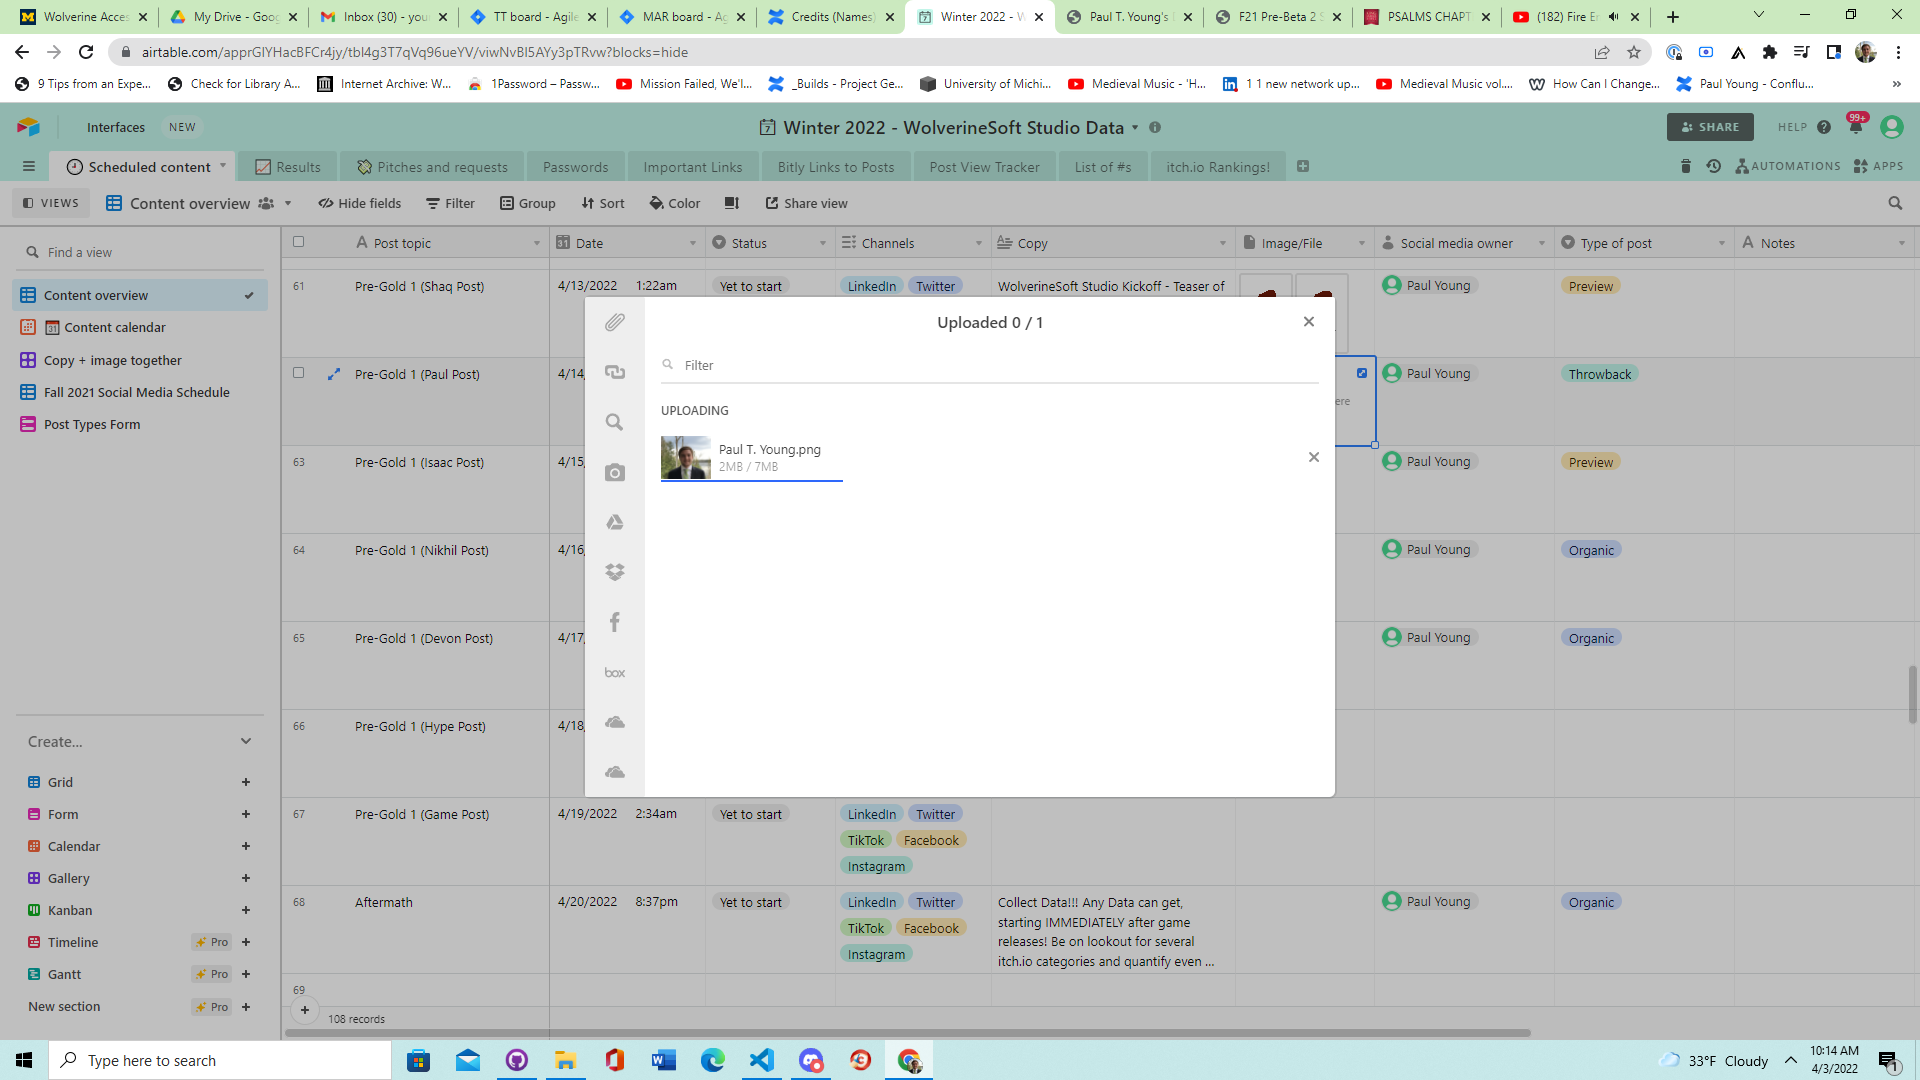 Wolverine Acces
My Drive - Goog
Inbox (30) - you
TT board - Agile
MAR board - Ag
Credits (Names)
Winter 2022 - W
Paul T. Young's
F21 Pre-Beta 2 S
PSALMS CHAPT
(182) Fire E
airtable.com/apprGlYHacBFCr4jy/tbl4g3T7qVq96ueYV/viwNvBI5AYy3pTRvw?blocks=hide
9 Tips from an Expe...
Check for Library A...
Internet Archive: W...
1Password – Passw...
Mission Failed, We'l...
_Builds - Project Ge...
University of Michi...
Medieval Music - 'H...
1 1 new network up...
Medieval Music vol....
How Can I Change...
Paul Young - Conflu...
Interfaces NEW
Winter 2022 - WolverineSoft Studio Data
SHARE
HELP
99+
Scheduled content
Results
Pitches and requests
Passwords
Important Links
Bitly Links to Posts
Post View Tracker
List of #s
itch.io Rankings!
AUTOMATIONS
APPS
VIEWS
Content overview
Hide fields
Filter
Group
Sort
Color
Share view
Find a view
Content overview
Content calendar
Copy + image together
Fall 2021 Social Media Schedule
Post Types Form
Create...
Grid
Form
Calendar
Gallery
Kanban
Timeline Pro
Gantt Pro
New section Pro
Post topic
Date
Status
Channels
Copy
Image/File
Social media owner
Type of post
Notes
61 Pre-Gold 1 (Shaq Post) 4/13/2022 1:22am Yet to start LinkedIn Twitter WolverineSoft Studio Kickoff - Teaser of Paul Young Preview
Pre-Gold 1 (Paul Post) 4/14 ere Paul Young Throwback
63 Pre-Gold 1 (Isaac Post) 4/15 Paul Young Preview
64 Pre-Gold 1 (Nikhil Post) 4/16 Paul Young Organic
65 Pre-Gold 1 (Devon Post) 4/17 Paul Young Organic
66 Pre-Gold 1 (Hype Post) 4/18
67 Pre-Gold 1 (Game Post) 4/19/2022 2:34am Yet to start LinkedIn Twitter
TikTok Facebook
Instagram
68 Aftermath 4/20/2022 8:37pm Yet to start LinkedIn Twitter Collect Data!!! Any Data can get, Paul Young Organic
TikTok Facebook starting IMMEDIATELY after game
Instagram releases! Be on lookout for several
itch.io categories and quantify even ...
69
108 records
Uploaded 0 / 1
Filter
UPLOADING
Paul T. Young.png
2MB / 7MB
box
Type here to search
33°F Cloudy
10:14 AM
4/3/2022
1